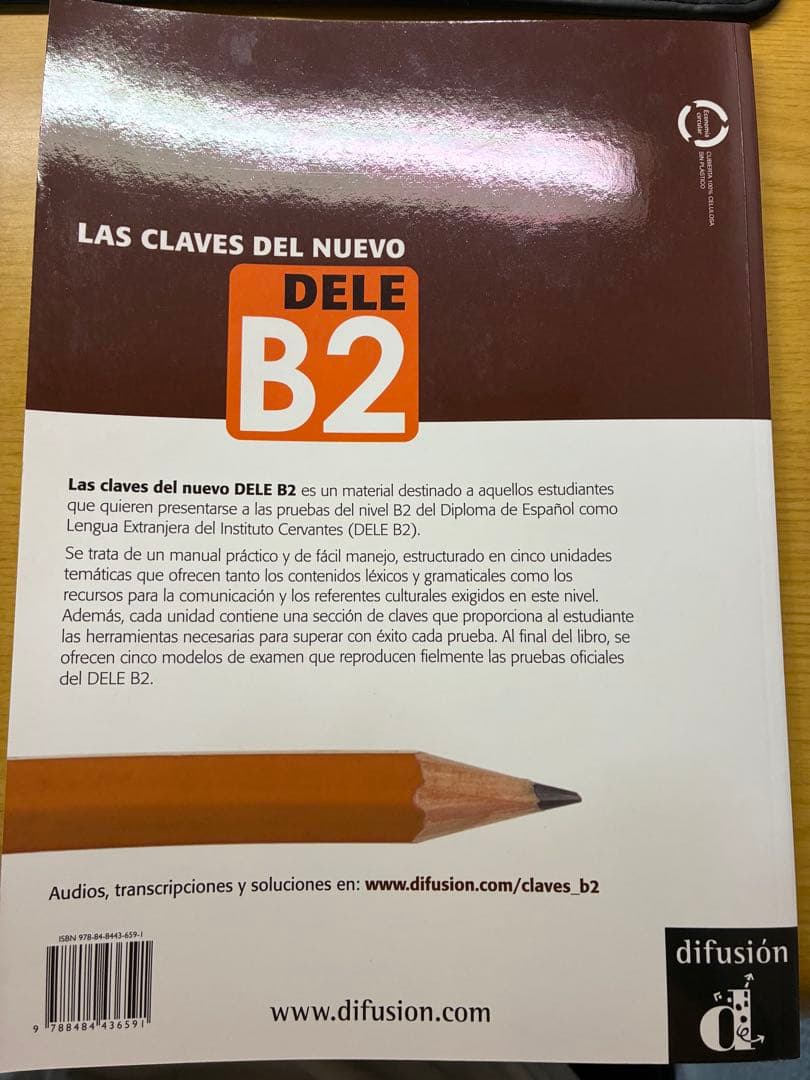 Economía
circular
CUBIERTA 100% CELULOSA
SIN PLÁSTICO
LAS CLAVES DEL NUEVO
DELE
B2
Las claves del nuevo DELE B2 es un material destinado a aquellos estudiantes
que quieren presentarse a las pruebas del nivel B2 del Diploma de Español como
Lengua Extranjera del Instituto Cervantes (DELE B2).
Se trata de un manual práctico y de fácil manejo, estructurado en cinco unidades
temáticas que ofrecen tanto los contenidos léxicos y gramaticales como los
recursos para la comunicación y los referentes culturales exigidos en este nivel.
Además, cada unidad contiene una sección de claves que proporciona al estudiante
las herramientas necesarias para superar con éxito cada prueba. Al final del libro, se
ofrecen cinco modelos de examen que reproducen fielmente las pruebas oficiales
del DELE B2.
Audios, transcripciones y soluciones en: www.difusion.com/claves_b2
ISBN 978-84-8443-659-1
9 788484 436591
www.difusion.com
difusión